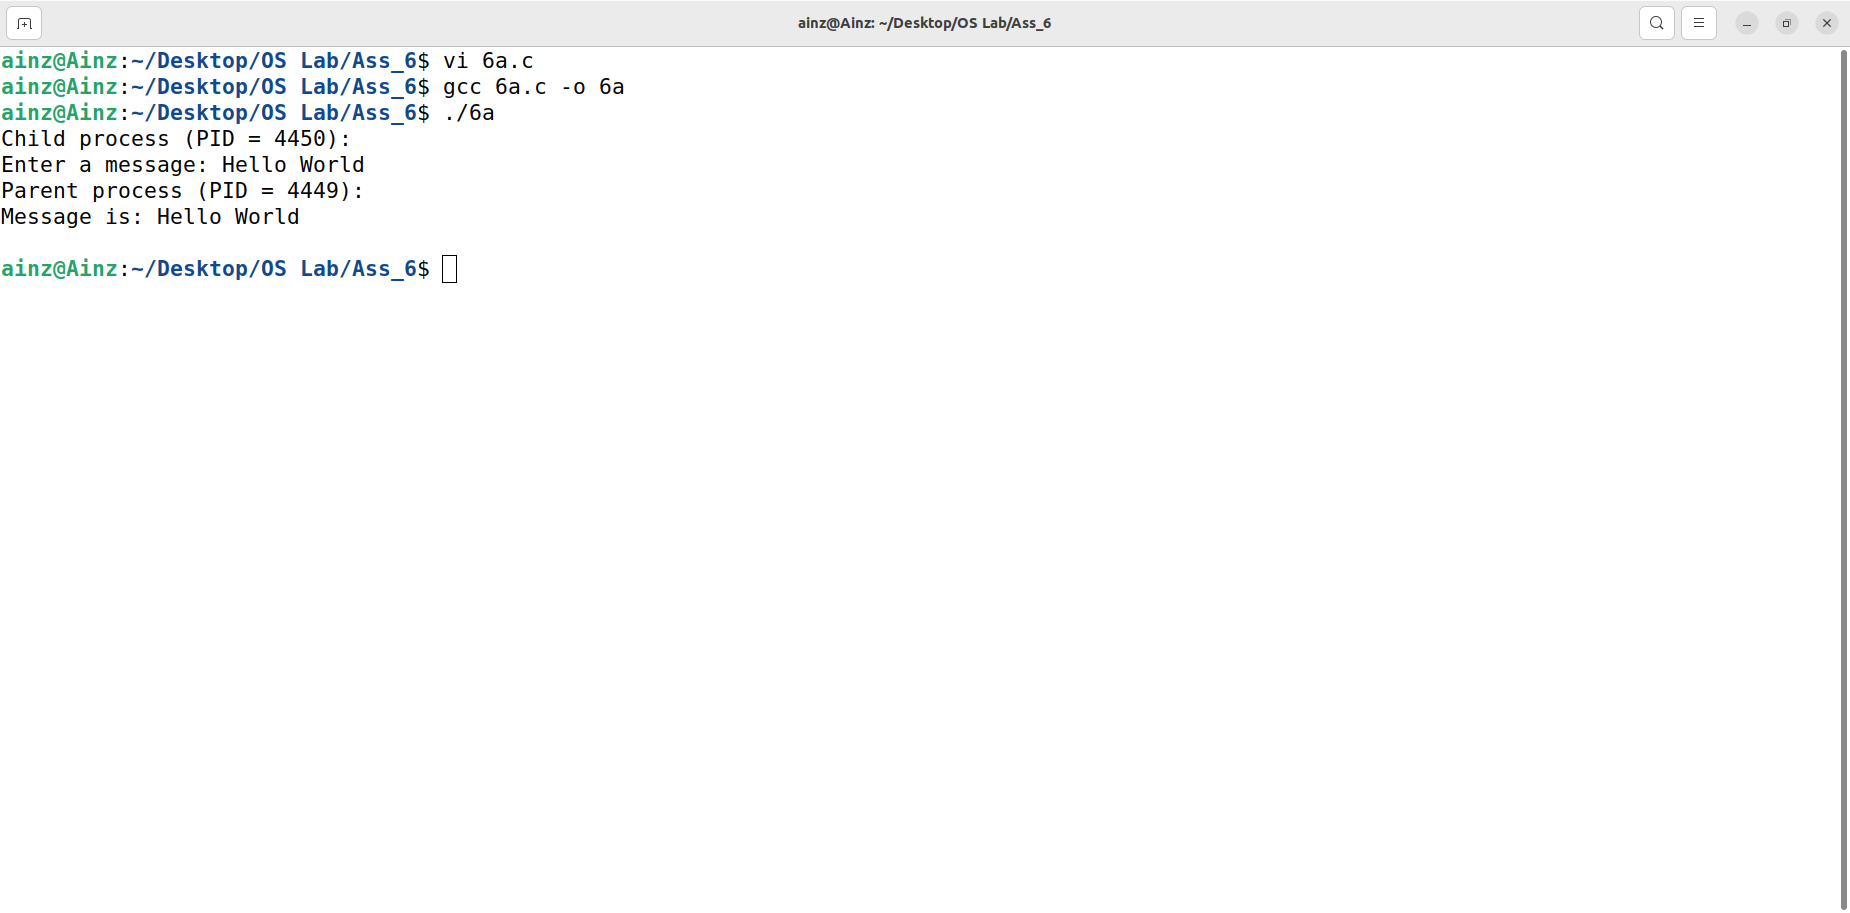 ainz@Ainz: ~/Desktop/OS Lab/Ass_6
ainz@Ainz:~/Desktop/OS Lab/Ass_6$ vi 6a.c
ainz@Ainz:~/Desktop/OS Lab/Ass_6$ gcc 6a.c -o 6a
ainz@Ainz:~/Desktop/OS Lab/Ass_6$ ./6a
Child process (PID = 4450):
Enter a message: Hello World
Parent process (PID = 4449):
Message is: Hello World
ainz@Ainz:~/Desktop/OS Lab/Ass_6$